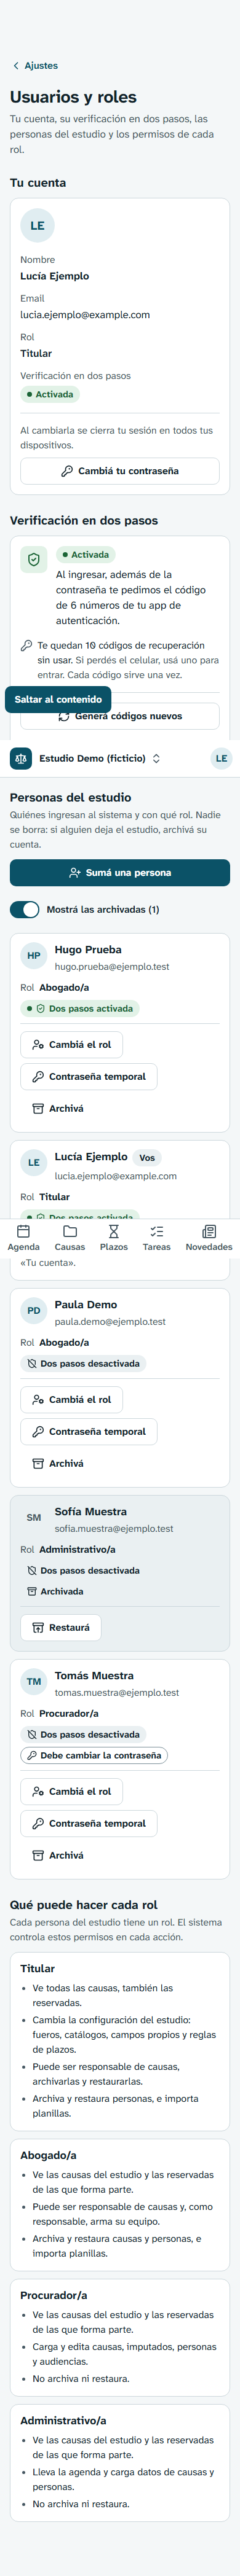 Ajustes
Usuarios y roles
Tu cuenta, su verificación en dos pasos, las
personas del estudio y los permisos de cada
rol.
Tu cuenta
LE
Nombre
Lucía Ejemplo
Email
lucia.ejemplo@example.com
Rol
Titular
Verificación en dos pasos
Activada
Al cambiarla se cierra tu sesión en todos tus
dispositivos.
Cambiá tu contraseña
Verificación en dos pasos
Activada
Al ingresar, además de la
contraseña te pedimos el código
de 6 números de tu app de
autenticación.
Te quedan 10 códigos de recuperación
sin usar. Si perdés el celular, usá uno para
entrar. Cada código sirve una vez.
Saltar al contenido
Generá códigos nuevos
Estudio Demo (ficticio)
LE
Personas del estudio
Quiénes ingresan al sistema y con qué rol. Nadie
se borra: si alguien deja el estudio, archivá su
cuenta.
Sumá una persona
Mostrá las archivadas (1)
HP
Hugo Prueba
hugo.prueba@ejemplo.test
Rol Abogado/a
Dos pasos activada
Cambiá el rol
Contraseña temporal
Archivá
LE
Lucía Ejemplo Vos
lucia.ejemplo@example.com
Rol Titular
Dos pasos activada
Agenda Causas Plazos Tareas Novedades
«Tu cuenta».
PD
Paula Demo
paula.demo@ejemplo.test
Rol Abogado/a
Dos pasos desactivada
Cambiá el rol
Contraseña temporal
Archivá
SM
Sofía Muestra
sofia.muestra@ejemplo.test
Rol Administrativo/a
Dos pasos desactivada
Archivada
Restaurá
TM
Tomás Muestra
tomas.muestra@ejemplo.test
Rol Procurador/a
Dos pasos desactivada
Debe cambiar la contraseña
Cambiá el rol
Contraseña temporal
Archivá
Qué puede hacer cada rol
Cada persona del estudio tiene un rol. El sistema
controla estos permisos en cada acción.
Titular
• Ve todas las causas, también las
reservadas.
• Cambia la configuración del estudio:
fueros, catálogos, campos propios y reglas
de plazos.
• Puede ser responsable de causas,
archivarlas y restaurarlas.
• Archiva y restaura personas, e importa
planillas.
Abogado/a
• Ve las causas del estudio y las reservadas
de las que forma parte.
• Puede ser responsable de causas y, como
responsable, arma su equipo.
• Archiva y restaura causas y personas, e
importa planillas.
Procurador/a
• Ve las causas del estudio y las reservadas
de las que forma parte.
• Carga y edita causas, imputados, personas
y audiencias.
• No archiva ni restaura.
Administrativo/a
• Ve las causas del estudio y las reservadas
de las que forma parte.
• Lleva la agenda y carga datos de causas y
personas.
• No archiva ni restaura.